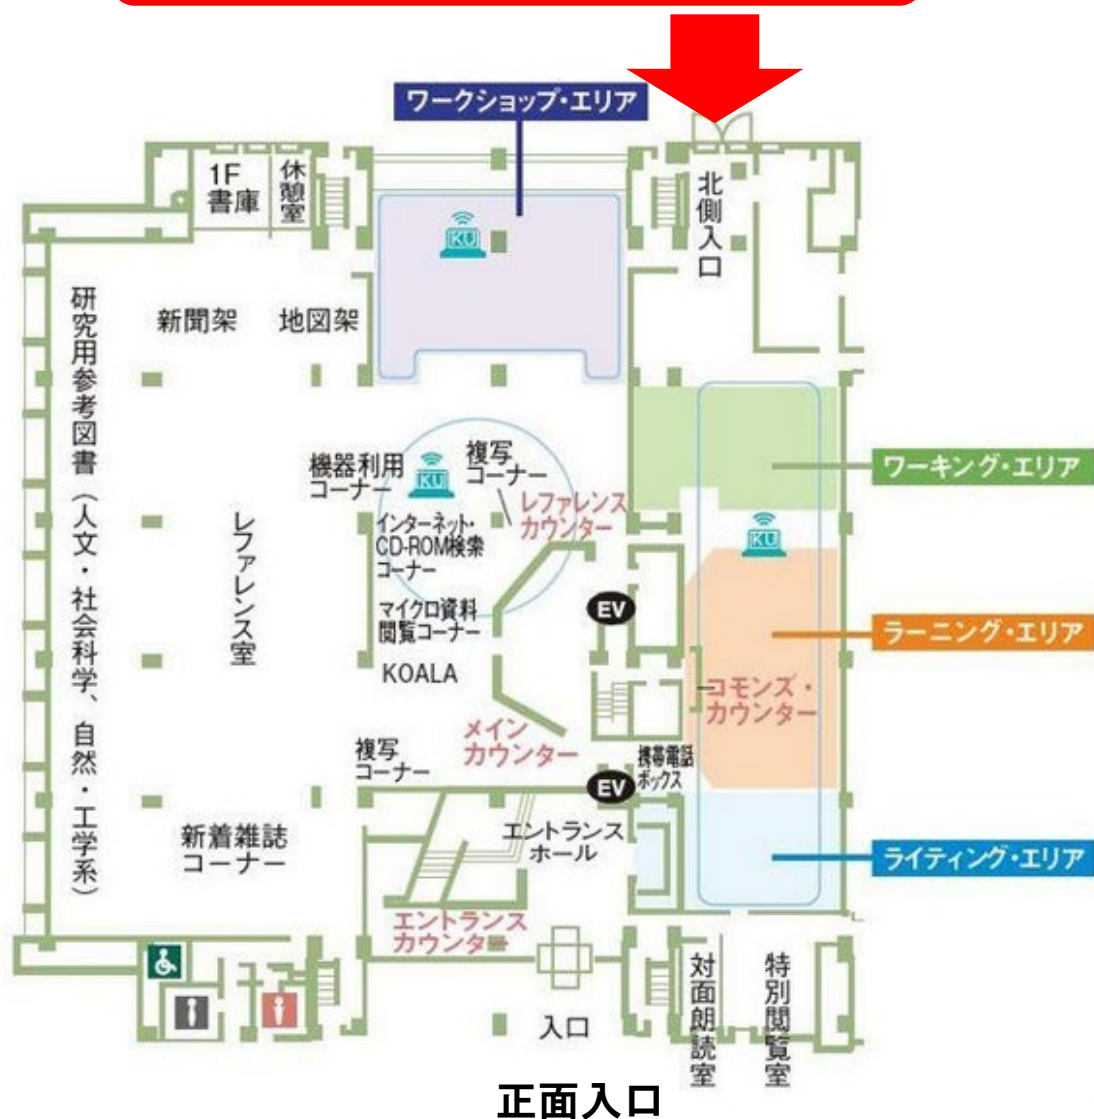 ワークショップ・エリア
1F
書庫
休憩室
北側入口
KU
新聞架
地図架
研究用参考図書（人文・社会科学、自然・工学系）
ワーキング・エリア
機器利用
コーナー
KU
複写
コーナー
レファレンス
カウンター
インターネット・
CD-ROM検索
コーナー
KU
レファレンス室
マイクロ資料
閲覧コーナー
EV
ラーニング・エリア
KOALA
コモンズ・
カウンター
メイン
カウンター
複写
コーナー
携帯電話
ボックス
EV
新着雑誌
コーナー
エントランス
ホール
ライティング・エリア
エントランス
カウンター
対面朗読室
特別閲覧室
入口
正面入口